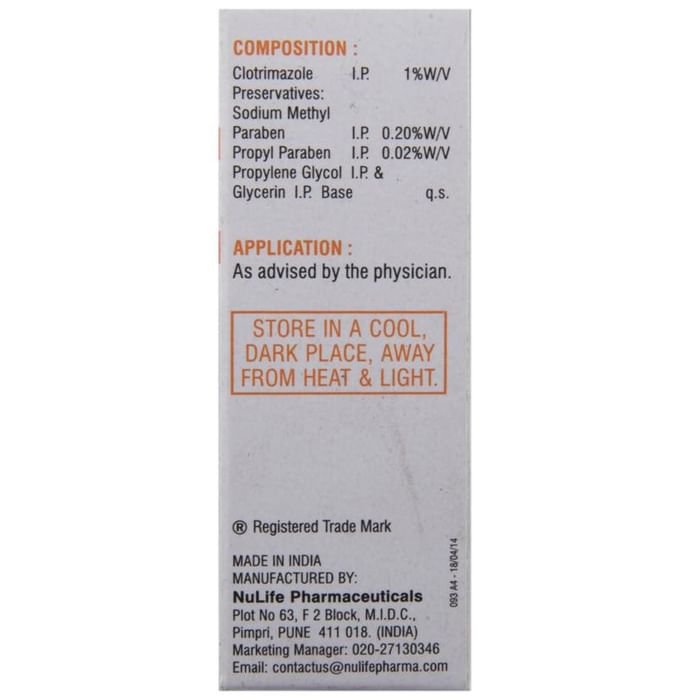 COMPOSITION :
Clotrimazole I.P. 1%W/V
Preservatives:
Sodium Methyl
Paraben I.P. 0.20%W/V
Propyl Paraben I.P. 0.02%W/V
Propylene Glycol I.P. &
Glycerin I.P. Base q.s.
APPLICATION :
As advised by the physician.
STORE IN A COOL,
DARK PLACE, AWAY
FROM HEAT & LIGHT.
® Registered Trade Mark
MADE IN INDIA
MANUFACTURED BY:
NuLife Pharmaceuticals
Plot No 63, F 2 Block, M.I.D.C.,
Pimpri, PUNE 411 018. (INDIA)
Marketing Manager: 020-27130346
Email: contactus@nulifepharma.com
093 A4 - 18/04/14